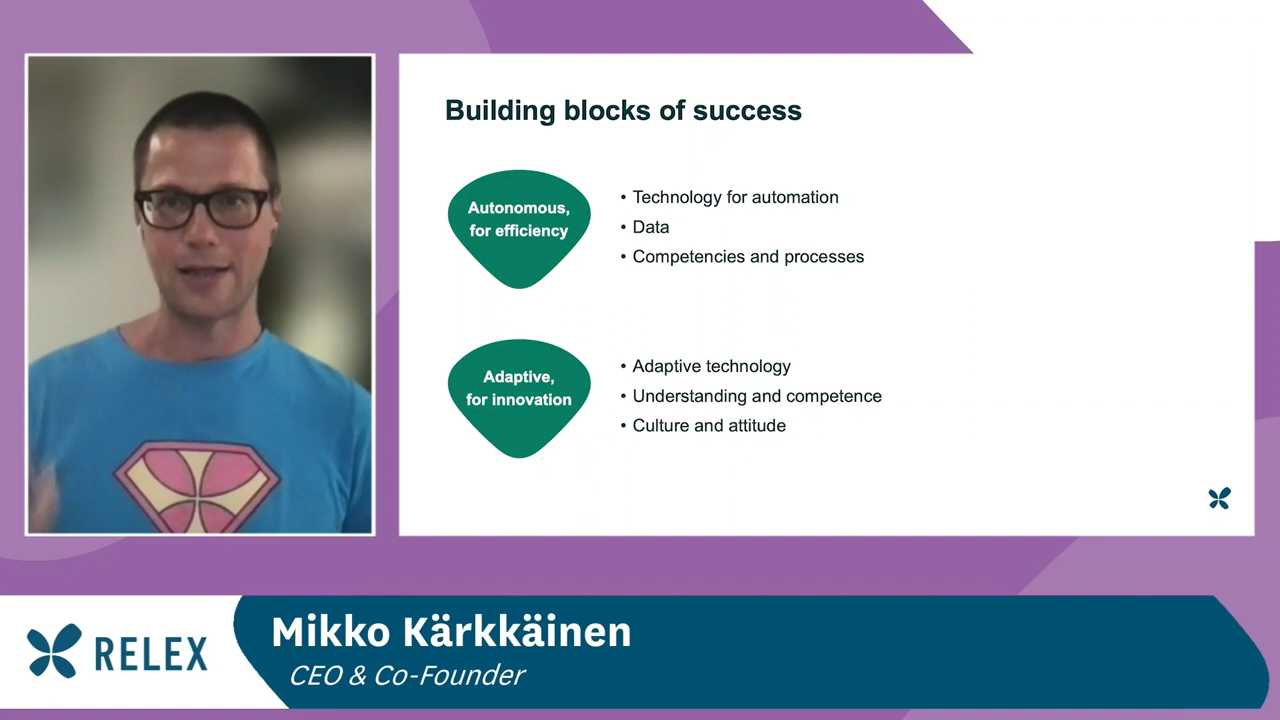 Building blocks of success
Autonomous,
for efficiency
• Technology for automation
• Data
• Competencies and processes
Adaptive,
for innovation
• Adaptive technology
• Understanding and competence
• Culture and attitude
RELEX
Mikko Kärkkäinen
CEO & Co-Founder